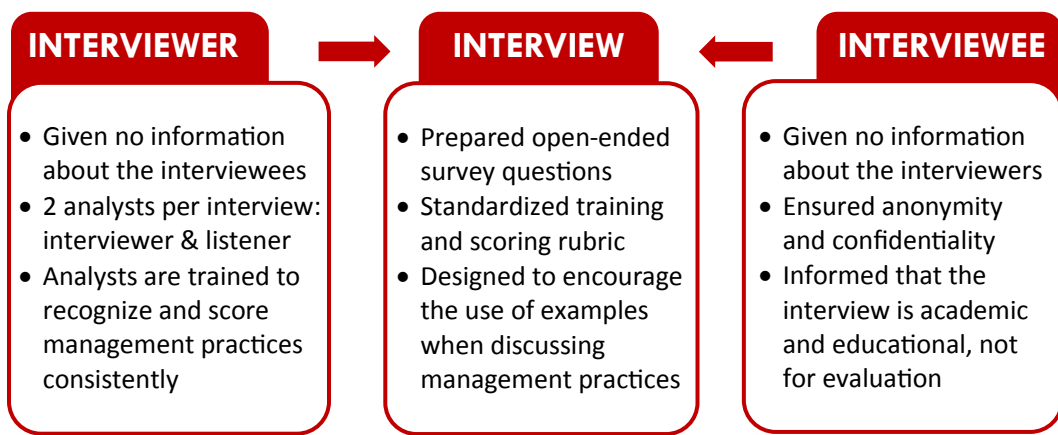 INTERVIEWER
• Given no information
about the interviewees
• 2 analysts per interview:
interviewer & listener
• Analysts are trained to
recognize and score
management practices
consistently
INTERVIEW
• Prepared open-ended
survey questions
• Standardized training
and scoring rubric
• Designed to encourage
the use of examples
when discussing
management practices
INTERVIEWEE
• Given no information
about the interviewers
• Ensured anonymity
and confidentiality
• Informed that the
interview is academic
and educational, not
for evaluation